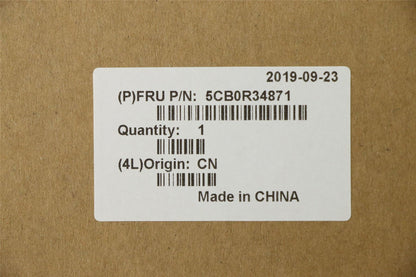 2019-09-23
(P)FRU P/N: 5CB0R34871
Quantity: 1
(4L)Origin: CN
Made in CHINA